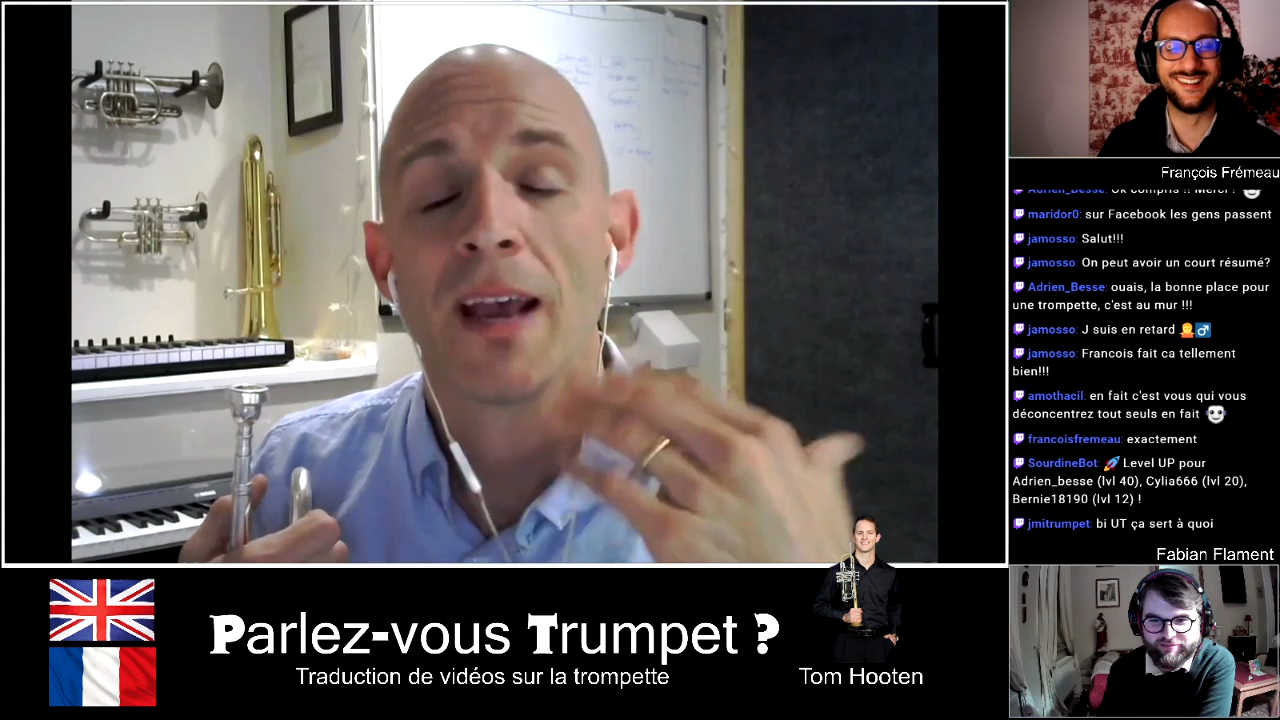 François Frémeau
Adrien_Besse: Ok compris !! Merci !
maridor0: sur Facebook les gens passent
jamosso: Salut!!!
jamosso: On peut avoir un court résumé?
Adrien_Besse: ouais, la bonne place pour
une trompette, c'est au mur !!!
jamosso: J suis en retard
jamosso: Francois fait ca tellement
bien!!!
amothacil: en fait c'est vous qui vous
déconcentrez tout seuls en fait
francoisfremeau: exactement
SourdineBot: 🚀 Level UP pour
Adrien_besse (lvl 40), Cylia666 (lvl 20),
Bernie18190 (lvl 12) !
jmitrumpet: bi UT ça sert à quoi
Fabian Flament
Parlez-vous Trumpet ?
Traduction de vidéos sur la trompette
Tom Hooten